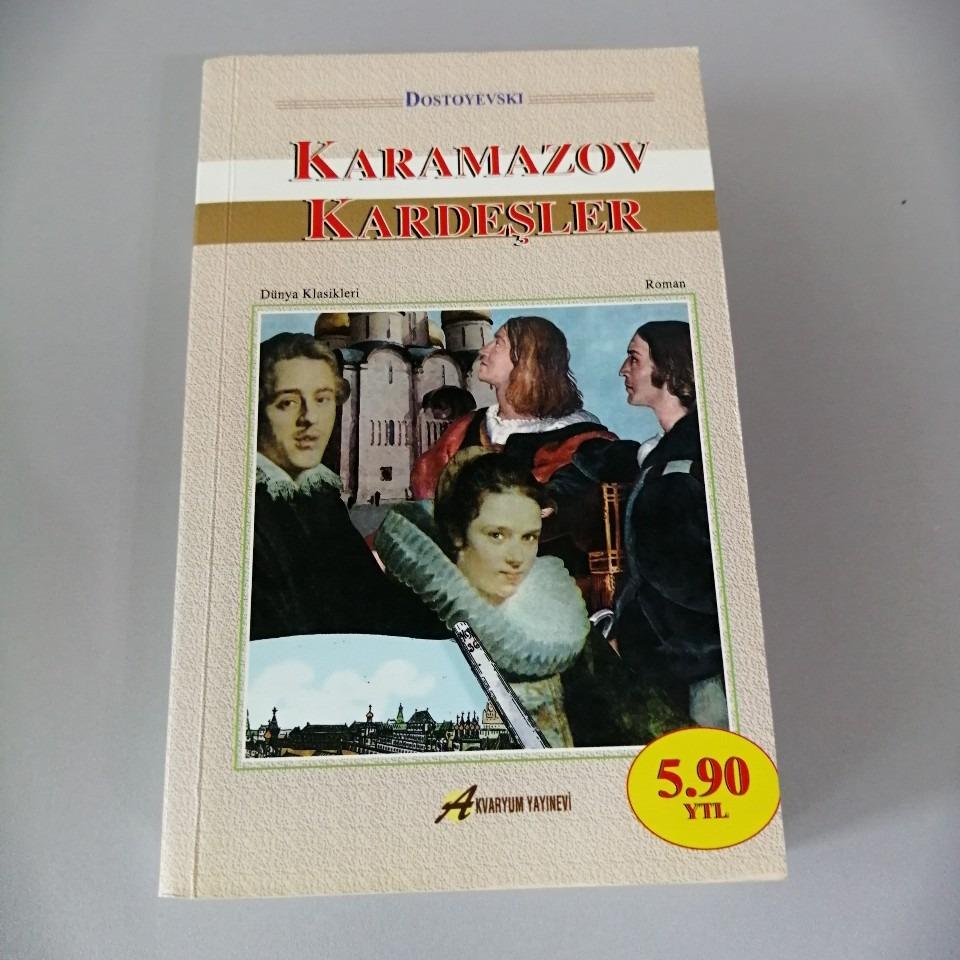 DOSTOYEVSKI
KARAMAZOV
KARDEŞLER
Dünya Klasikleri
Roman
AKVARYUM YAYINEVİ
5.90
YTL